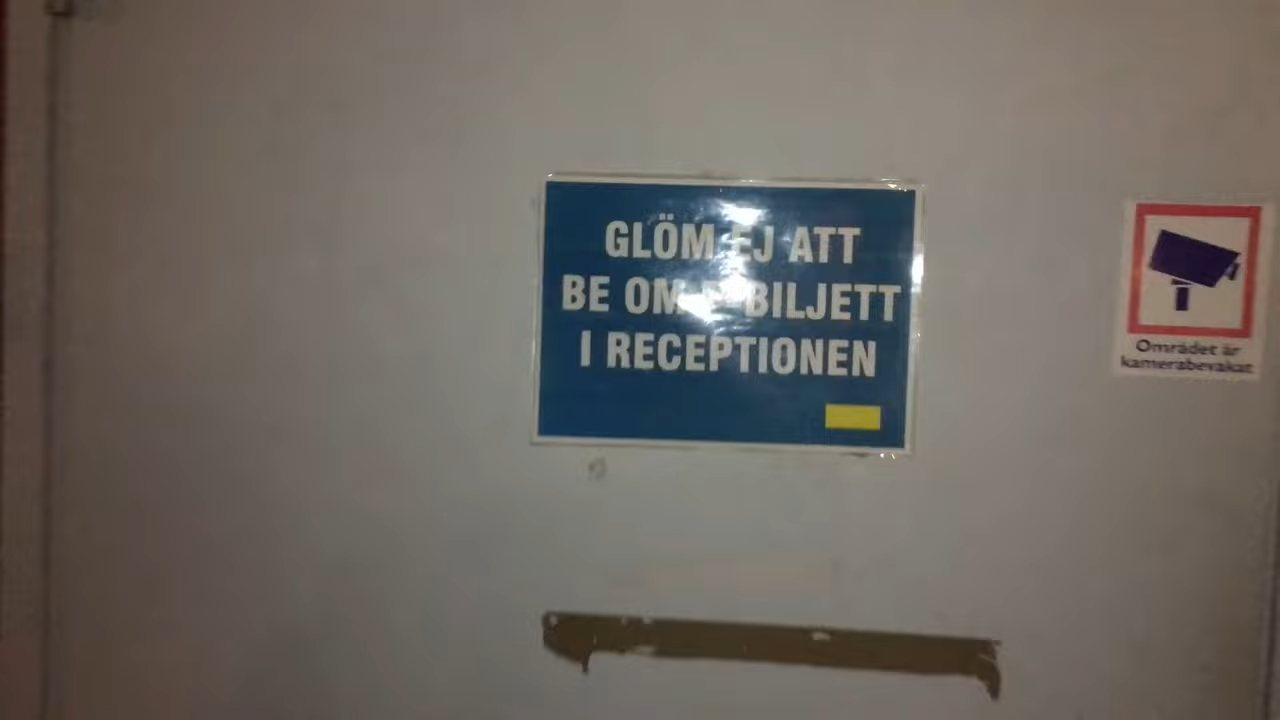 GLÖM EJ ATT
BE OM P-BILJETT
I RECEPTIONEN
Området är
kamerabevakat